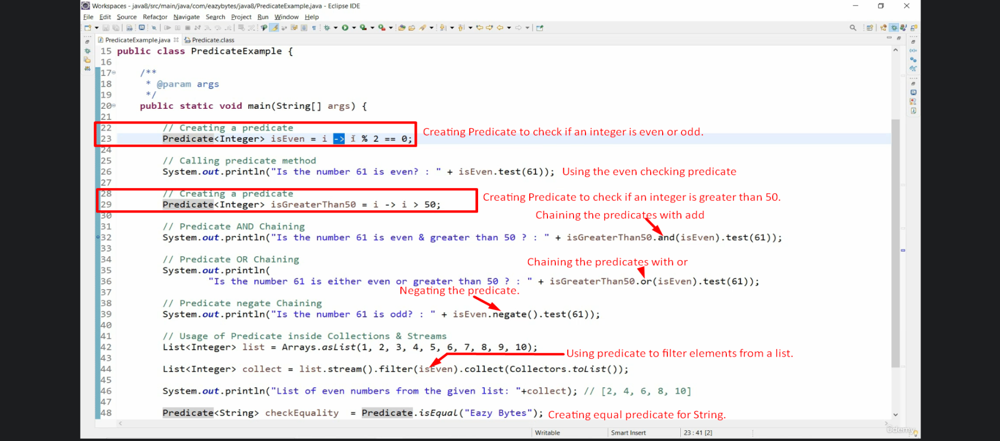 Workspaces - java8/src/main/java/com/eazybytes/java8/PredicateExample.java - Eclipse IDE
File Edit Source Refactor Navigate Search Project Run Window Help
PredicateExample.java Predicate.class
15 public class PredicateExample {
16
17 /**
18 * @param args
19 */
20 public static void main(String[] args) {
21
22 // Creating a predicate
23 Predicate<Integer> isEven = i -> i % 2 == 0; Creating Predicate to check if an integer is even or odd.
24
25 // Calling predicate method
26 System.out.println("Is the number 61 is even? : " + isEven.test(61)); Using the even checking predicate
27
28 // Creating a predicate
29 Predicate<Integer> isGreaterThan50 = i -> i > 50; Creating Predicate to check if an integer is greater than 50.
30 Chaining the predicates with add
31 // Predicate AND Chaining
32 System.out.println("Is the number 61 is even & greater than 50 ? : " + isGreaterThan50.and(isEven).test(61));
33
34 // Predicate OR Chaining
Chaining the predicates with or
35 System.out.println(
36 "Is the number 61 is either even or greater than 50 ? : " + isGreaterThan50.or(isEven).test(61));
37 Negating the predicate.
38 // Predicate negate Chaining
39 System.out.println("Is the number 61 is odd? : " + isEven.negate().test(61));
40
41 // Usage of Predicate inside Collections & Streams
42 List<Integer> list = Arrays.asList(1, 2, 3, 4, 5, 6, 7, 8, 9, 10);
43 Using predicate to filter elements from a list.
44 List<Integer> collect = list.stream().filter(isEven).collect(Collectors.toList());
45
46 System.out.println("List of even numbers from the given list: "+collect); // [2, 4, 6, 8, 10]
47
48 Predicate<String> checkEquality = Predicate.isEqual("Eazy Bytes"); Creating equal predicate for String.
Writable Smart Insert 23 : 41 [2]
Udemy